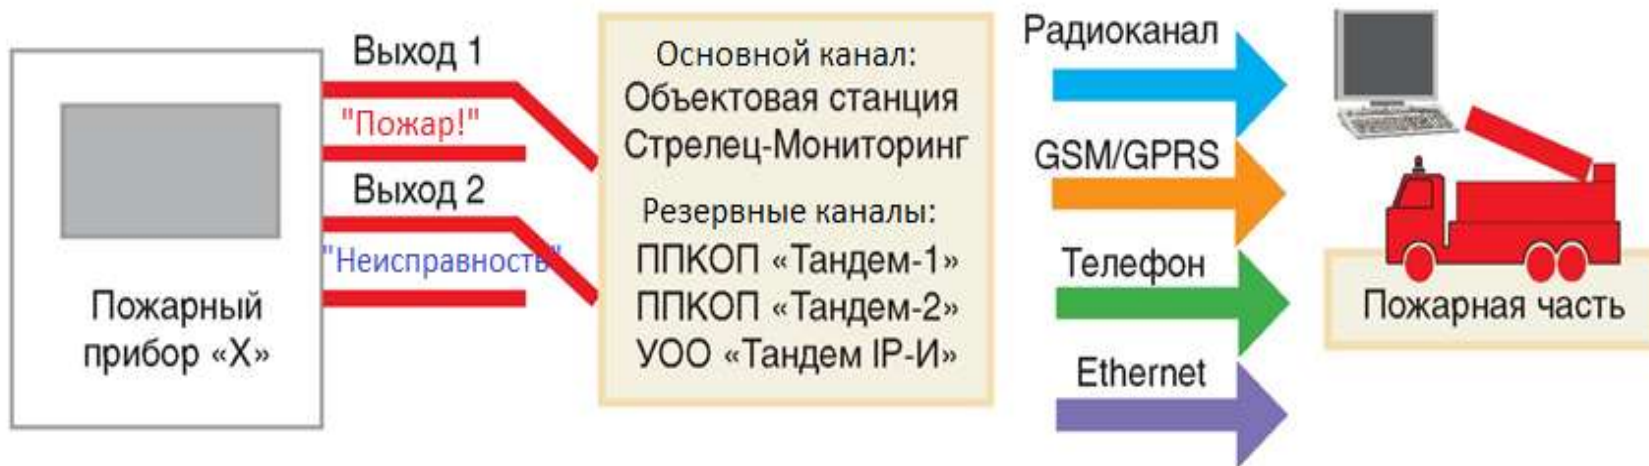 Выход 1
"Пожар!"
Выход 2
"Неисправность"
Пожарный
прибор «Х»
Основной канал:
Объектовая станция
Стрелец-Мониторинг
Резервные каналы:
ППКОП «Тандем-1»
ППКОП «Тандем-2»
УОО «Тандем IP-И»
Радиоканал
GSM/GPRS
Телефон
Ethernet
Пожарная часть